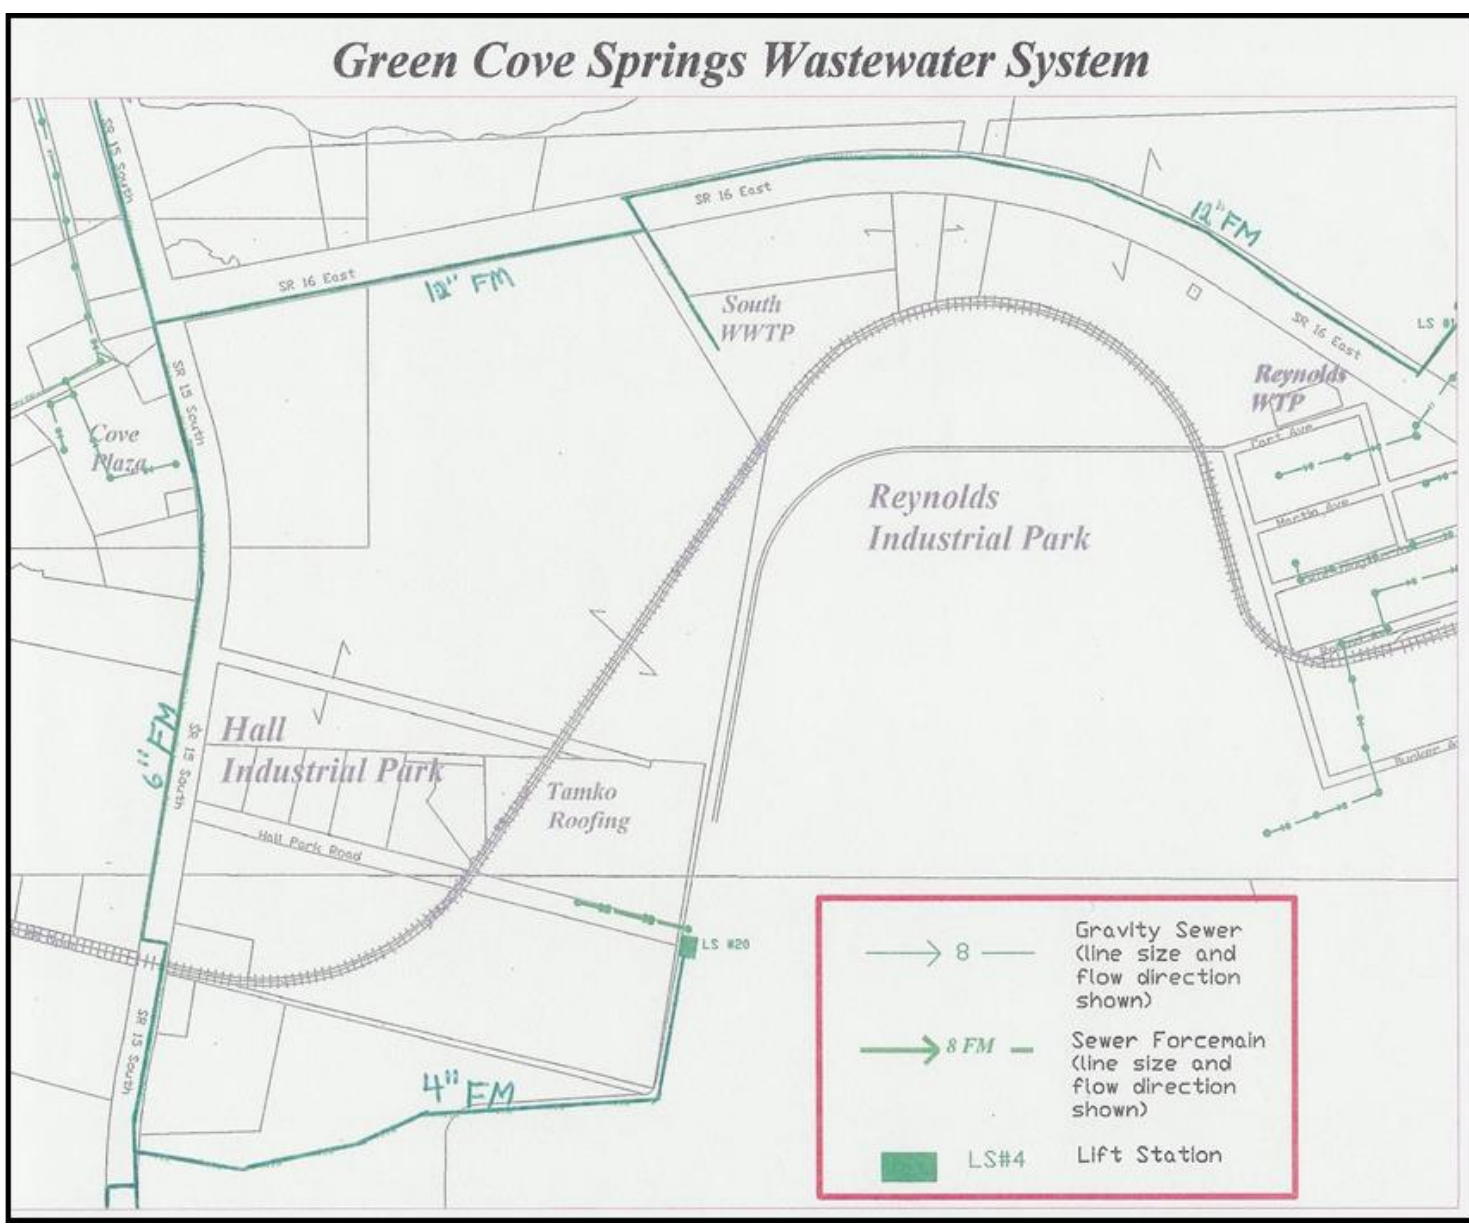 Green Cove Springs Wastewater System
SR 15 South
SR 16 East
12" FM
SR 16 East
12" FM
South
WWTP
SR 16 East
LS #1
Reynolds
WTP
SR 15 South
Cove
Plaza
Reynolds
Industrial Park
Martin Ave
Hall
Industrial Park
6" FM
SR 15 South
Tamko
Roofing
Hall Park Road
LS #20
SR 15 South
4" FM
Bunker A
8
Gravity Sewer
(line size and
flow direction
shown)
8 FM
Sewer Forcemain
(line size and
flow direction
shown)
LS#4
Lift Station